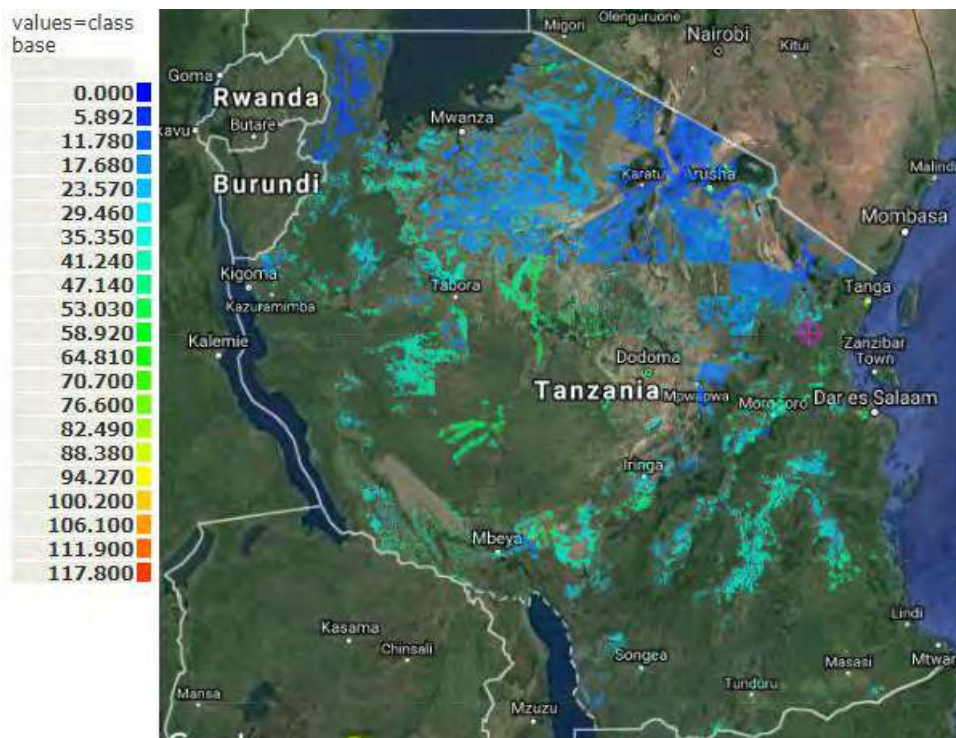 values=class
base
0.000
5.892
11.780
17.680
23.570
29.460
35.350
41.240
47.140
53.030
58.920
64.810
70.700
76.600
82.490
88.380
94.270
100.200
106.100
111.900
117.800
Olenguruone
Migori
Nairobi
Kitui
Goma
Rwanda
Butare
Mwanza
Burundi
Karatu
Arusha
Malindi
Mombasa
Kigoma
Kazuramimba
Tabora
Tanga
Kalemie
Dodoma
Zanzibar
Town
Tanzania
Mpwapwa
Morogoro
Dar es Salaam
Iringa
Mbeya
Lindi
Kasama
Chinsali
Songea
Masasi
Mtwar
Mansa
Tunduru
Mzuzu